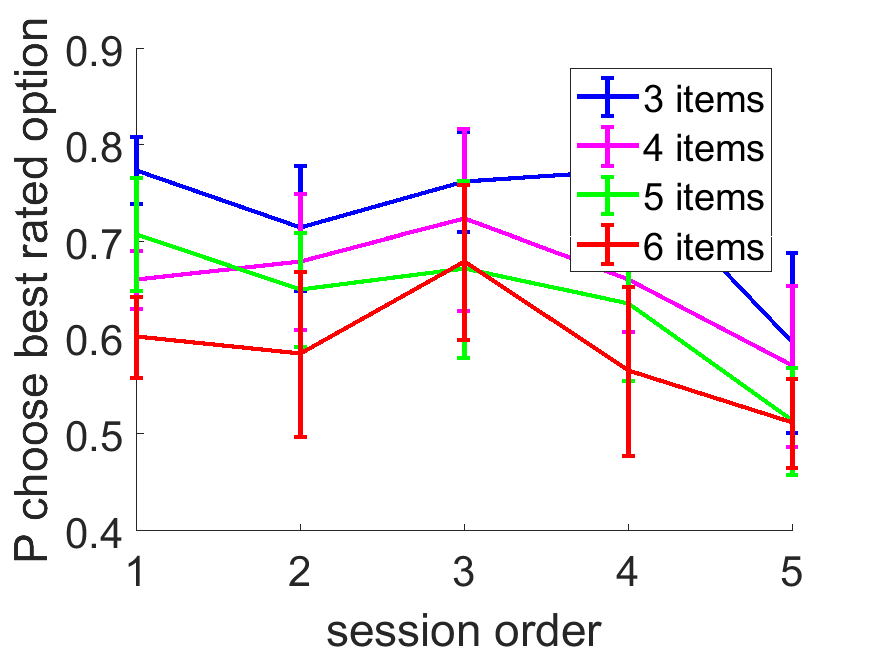 P choose best rated option
0.9
0.8
0.7
0.6
0.5
0.4
3 items
4 items
5 items
6 items
1 2 3 4 5
session order